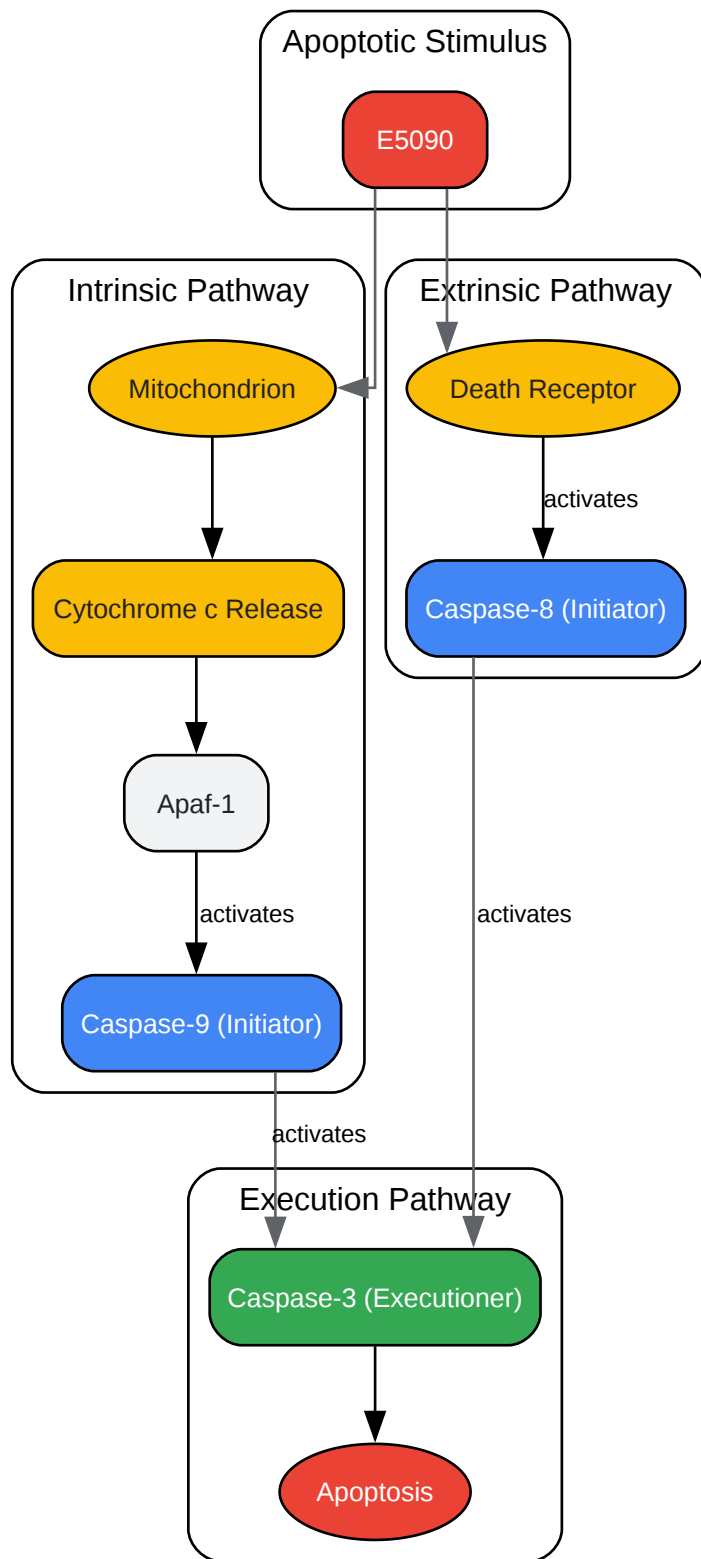 Apoptotic Stimulus
E5090
Intrinsic Pathway
Extrinsic Pathway
Mitochondrion
Death Receptor
activates
Cytochrome c Release
Caspase-8 (Initiator)
Apaf-1
activates
activates
Caspase-9 (Initiator)
activates
Execution Pathway
Caspase-3 (Executioner)
Apoptosis